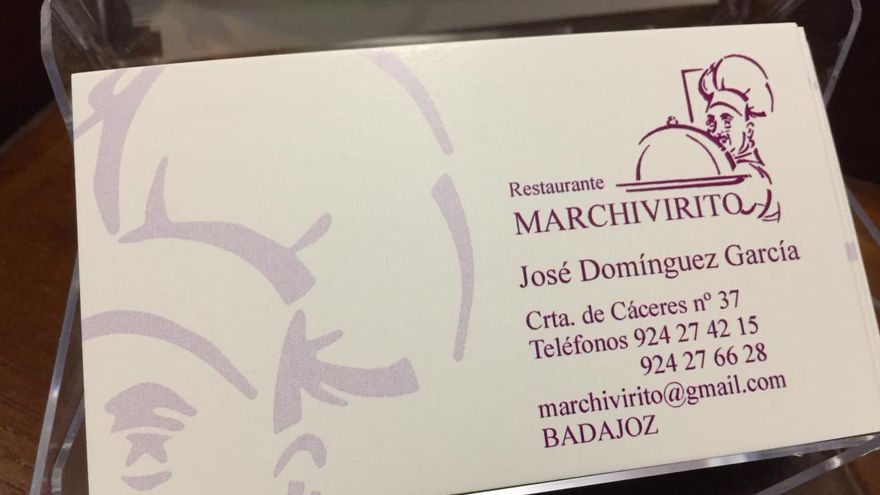 Restaurante
MARCHIVIRITO
José Domínguez García
Crta. de Cáceres nº 37
Teléfonos 924 27 42 15
924 27 66 28
marchivirito@gmail.com
BADAJOZ